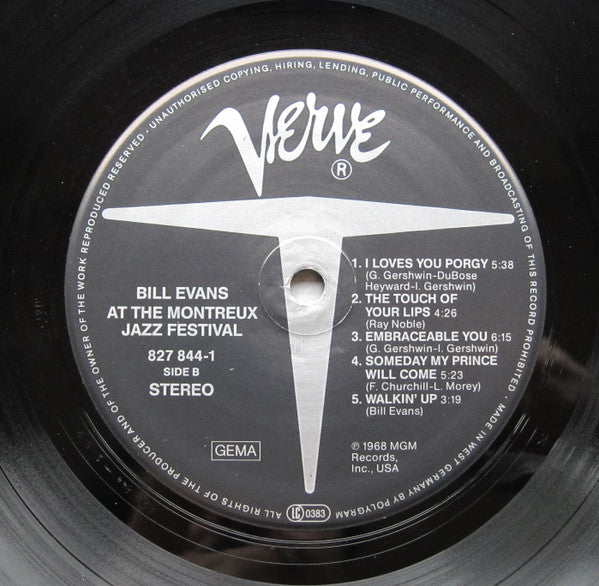 Verve
®
BILL EVANS
AT THE MONTREUX
JAZZ FESTIVAL
827 844-1
SIDE B
STEREO
GEMA
1. I LOVES YOU PORGY 5:38
(G. Gershwin-DuBose
Heyward-I. Gershwin)
2. THE TOUCH OF
YOUR LIPS 4:26
(Ray Noble)
3. EMBRACEABLE YOU 6:15
(G. Gershwin-I. Gershwin)
4. SOMEDAY MY PRINCE
WILL COME 5:23
(F. Churchill-L. Morey)
5. WALKIN' UP 3:19
(Bill Evans)
℗ 1968 MGM
Records,
Inc., USA
LC 0383
ALL RIGHTS OF THE PRODUCER AND OF THE OWNER OF THE WORK REPRODUCED RESERVED · UNAUTHORISED COPYING, HIRING, LENDING, PUBLIC PERFORMANCE AND BROADCASTING OF THIS RECORD PROHIBITED · MADE IN WEST GERMANY BY POLYGRAM